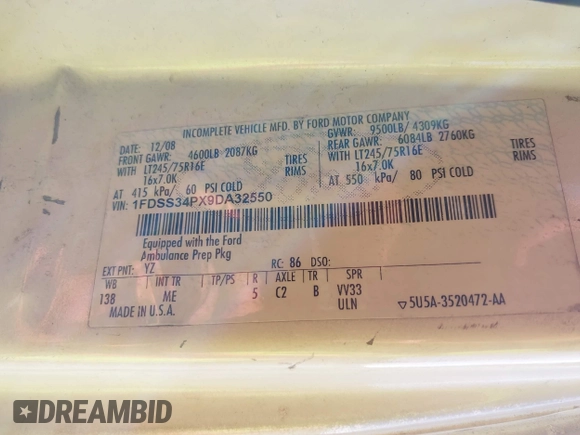 INCOMPLETE VEHICLE MFD. BY FORD MOTOR COMPANY
DATE: 12/08 GVWR: 9500LB/ 4309KG
FRONT GAWR: 4600LB 2087KG REAR GAWR: 6084LB 2760KG
WITH LT245/75R16E TIRES WITH LT245/75R16E TIRES
16x7.0K RIMS 16x7.0K RIMS
AT 415 kPa/ 60 PSI COLD AT 550 kPa/ 80 PSI COLD
VIN: 1FDSS34PX9DA32550
Equipped with the Ford
Ambulance Prep Pkg
EXT PNT: YZ RC: 86 DSO:
WB INT TR TP/PS R AXLE TR SPR
138 ME 5 C2 B VV33
ULN
MADE IN U.S.A. 5U5A-3520472-AA
DREAMBID